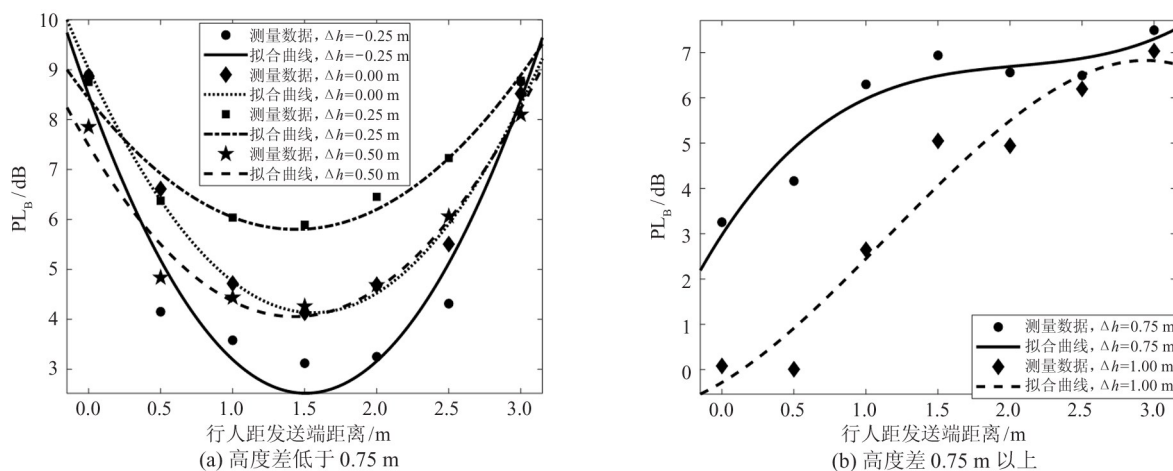 10
9
8
7
6
5
4
3
PL_B / dB
测量数据, Δh=−0.25 m
拟合曲线, Δh=−0.25 m
测量数据, Δh=0.00 m
拟合曲线, Δh=0.00 m
测量数据, Δh=0.25 m
拟合曲线, Δh=0.25 m
测量数据, Δh=0.50 m
拟合曲线, Δh=0.50 m
0.0 0.5 1.0 1.5 2.0 2.5 3.0
行人距发送端距离/m
(a) 高度差低于 0.75 m
8
7
6
5
4
3
2
1
0
PL_B / dB
测量数据, Δh=0.75 m
拟合曲线, Δh=0.75 m
测量数据, Δh=1.00 m
拟合曲线, Δh=1.00 m
0.0 0.5 1.0 1.5 2.0 2.5 3.0
行人距发送端距离/m
(b) 高度差 0.75 m 以上